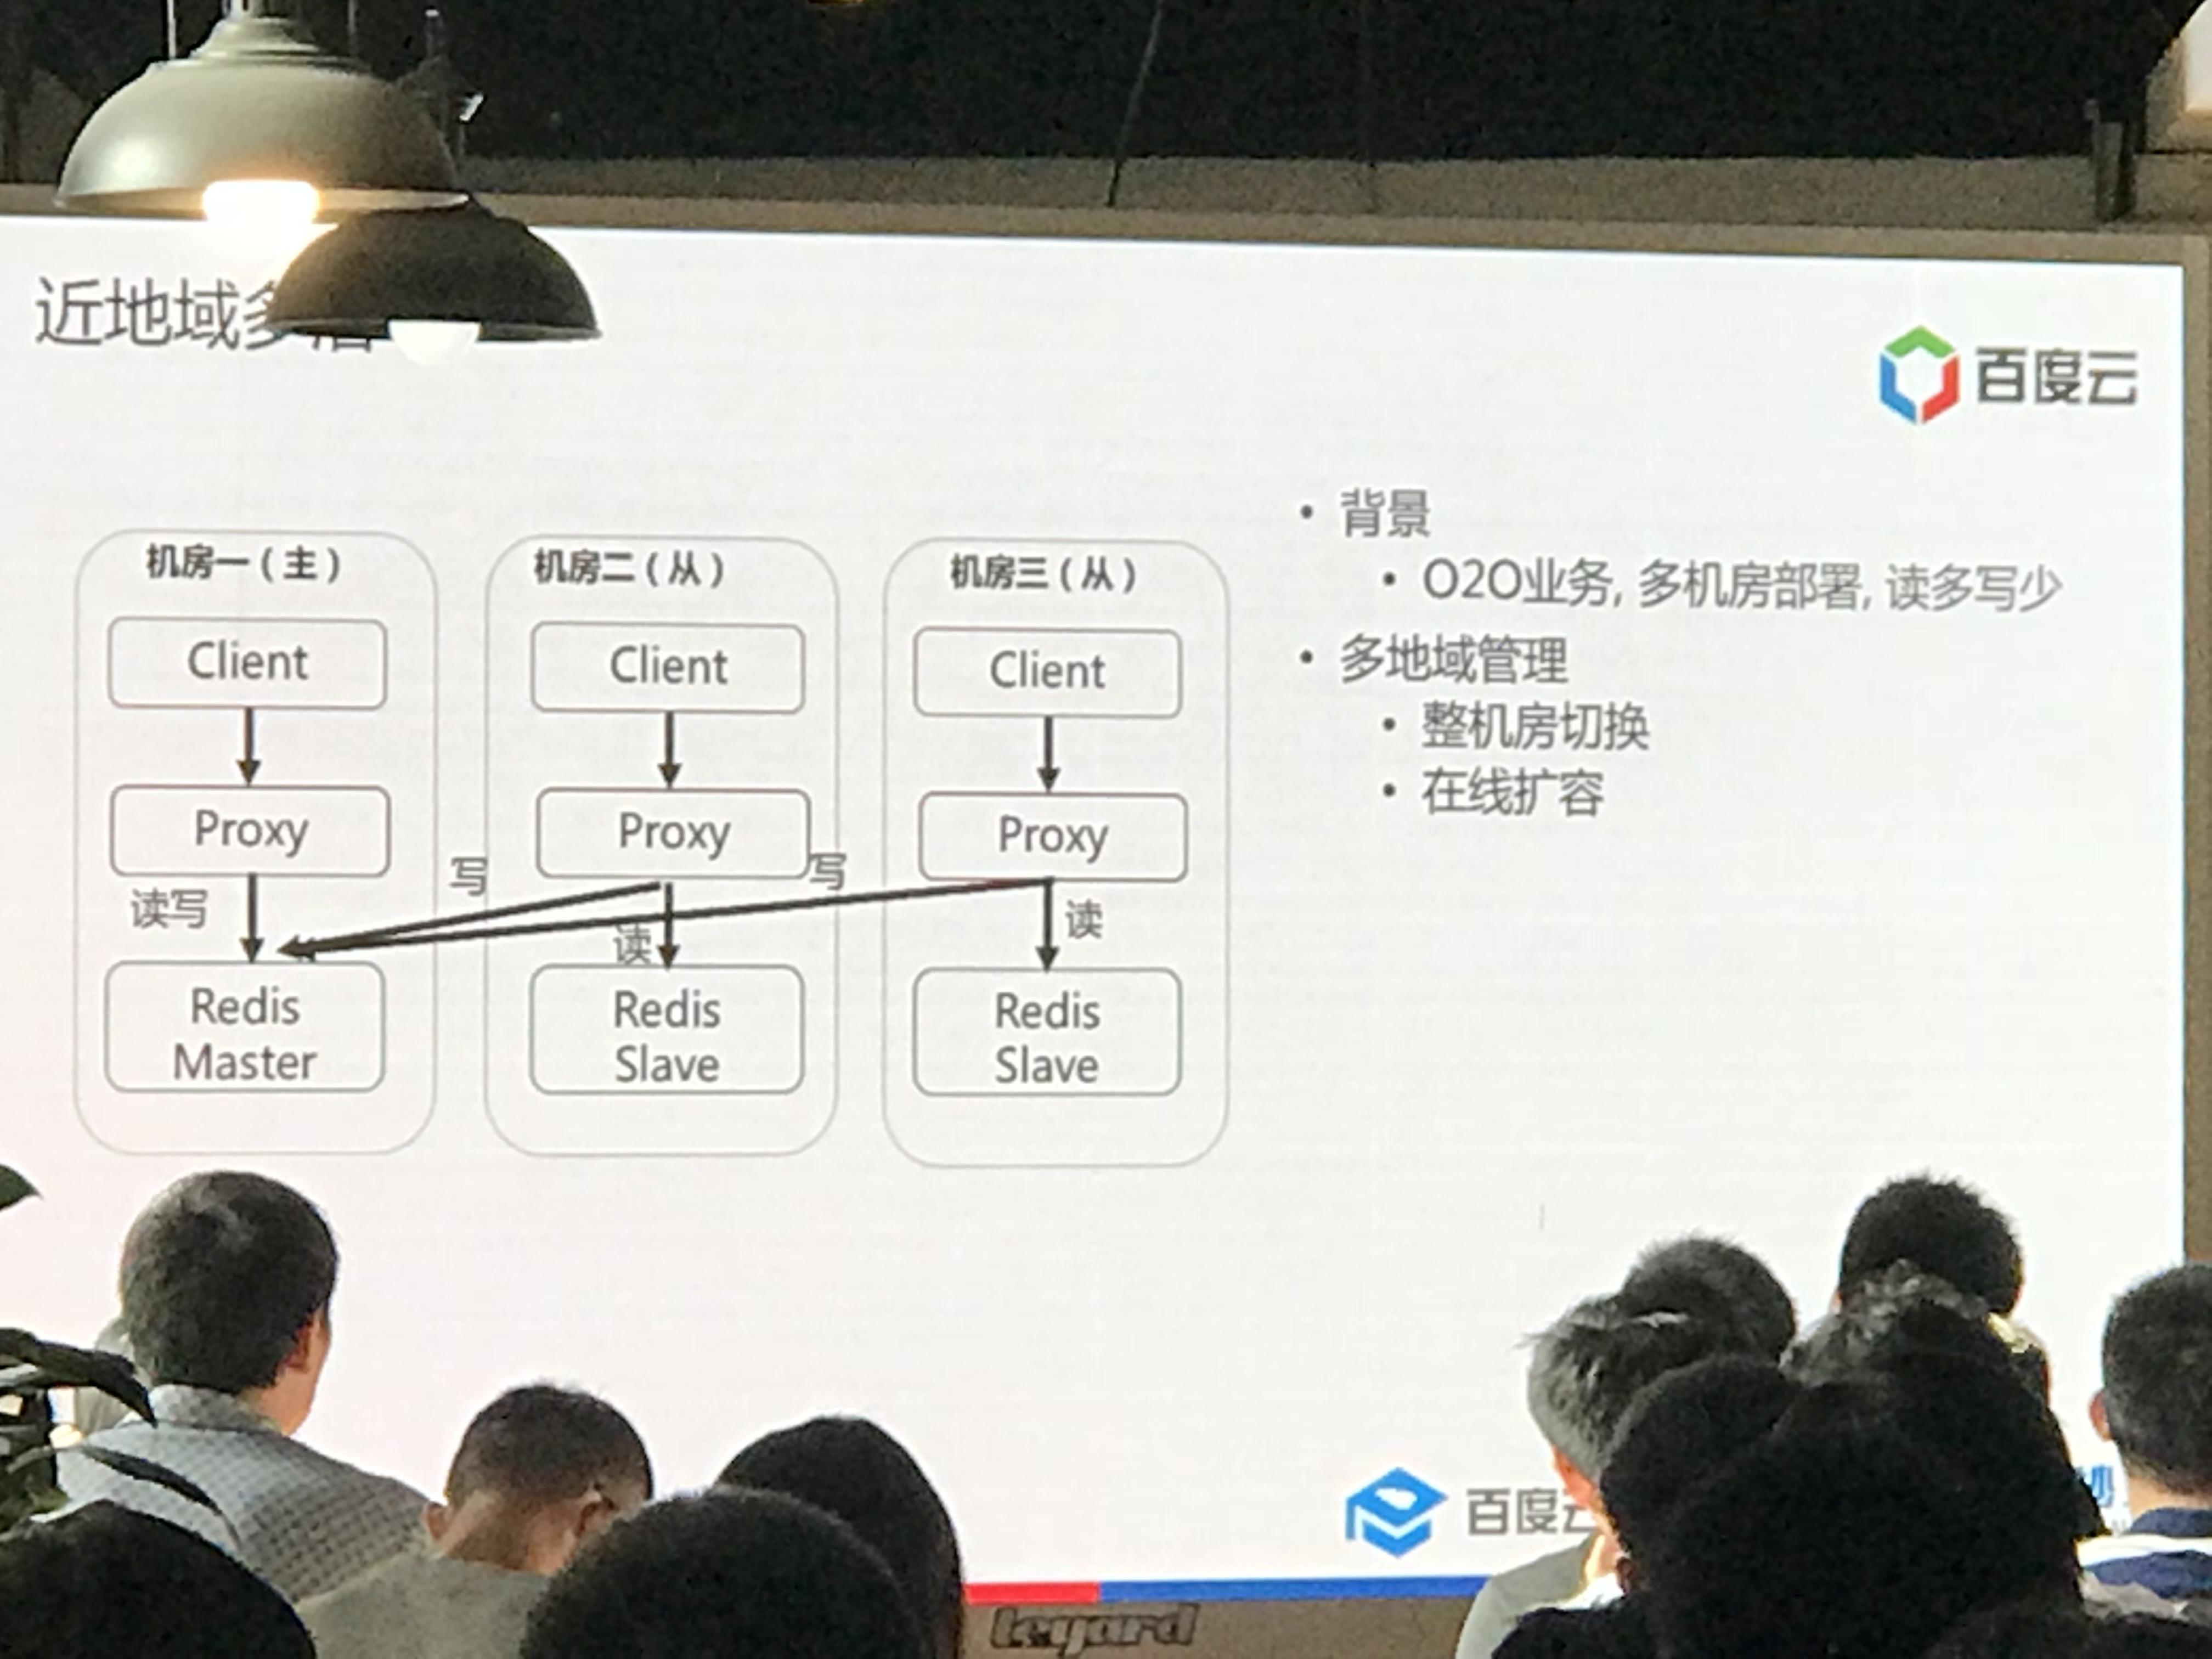 近地域多活
百度云
机房一（主）
机房二（从）
机房三（从）
Client
Client
Client
Proxy
Proxy
Proxy
读写
写
读
写
读
Redis
Master
Redis
Slave
Redis
Slave
• 背景
• O2O业务, 多机房部署, 读多写少
• 多地域管理
• 整机房切换
• 在线扩容
百度云
leyard